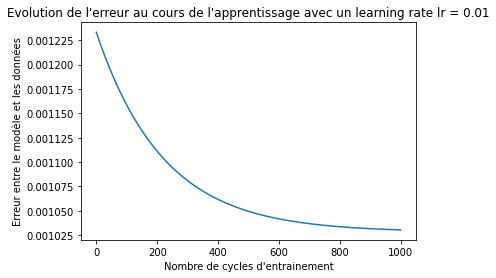 Evolution de l'erreur au cours de l'apprentissage avec un learning rate lr = 0.01
Erreur entre le modèle et les données
0.001225
0.001200
0.001175
0.001150
0.001125
0.001100
0.001075
0.001050
0.001025
0 200 400 600 800 1000
Nombre de cycles d'entrainement